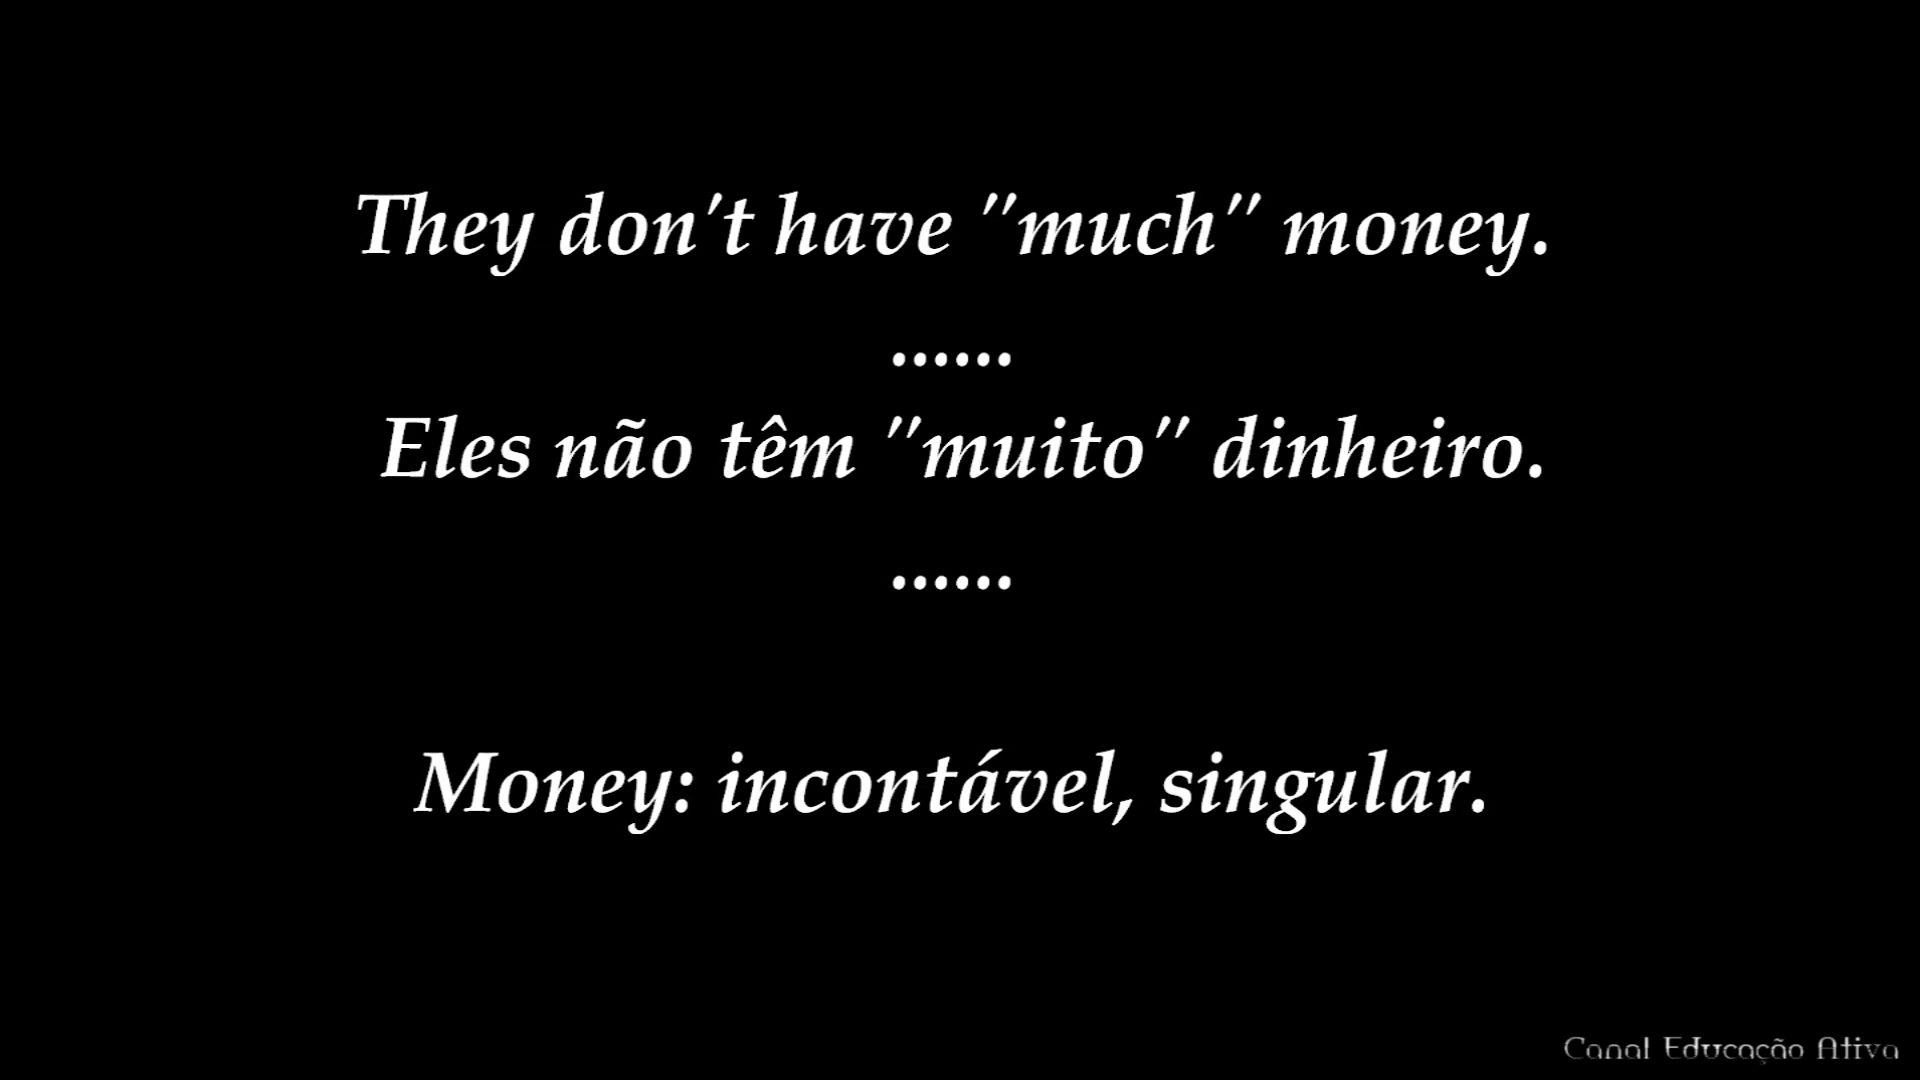 They don't have "much" money.
......
Eles não têm "muito" dinheiro.
......
Money: incontável, singular.
Canal Educação Ativa